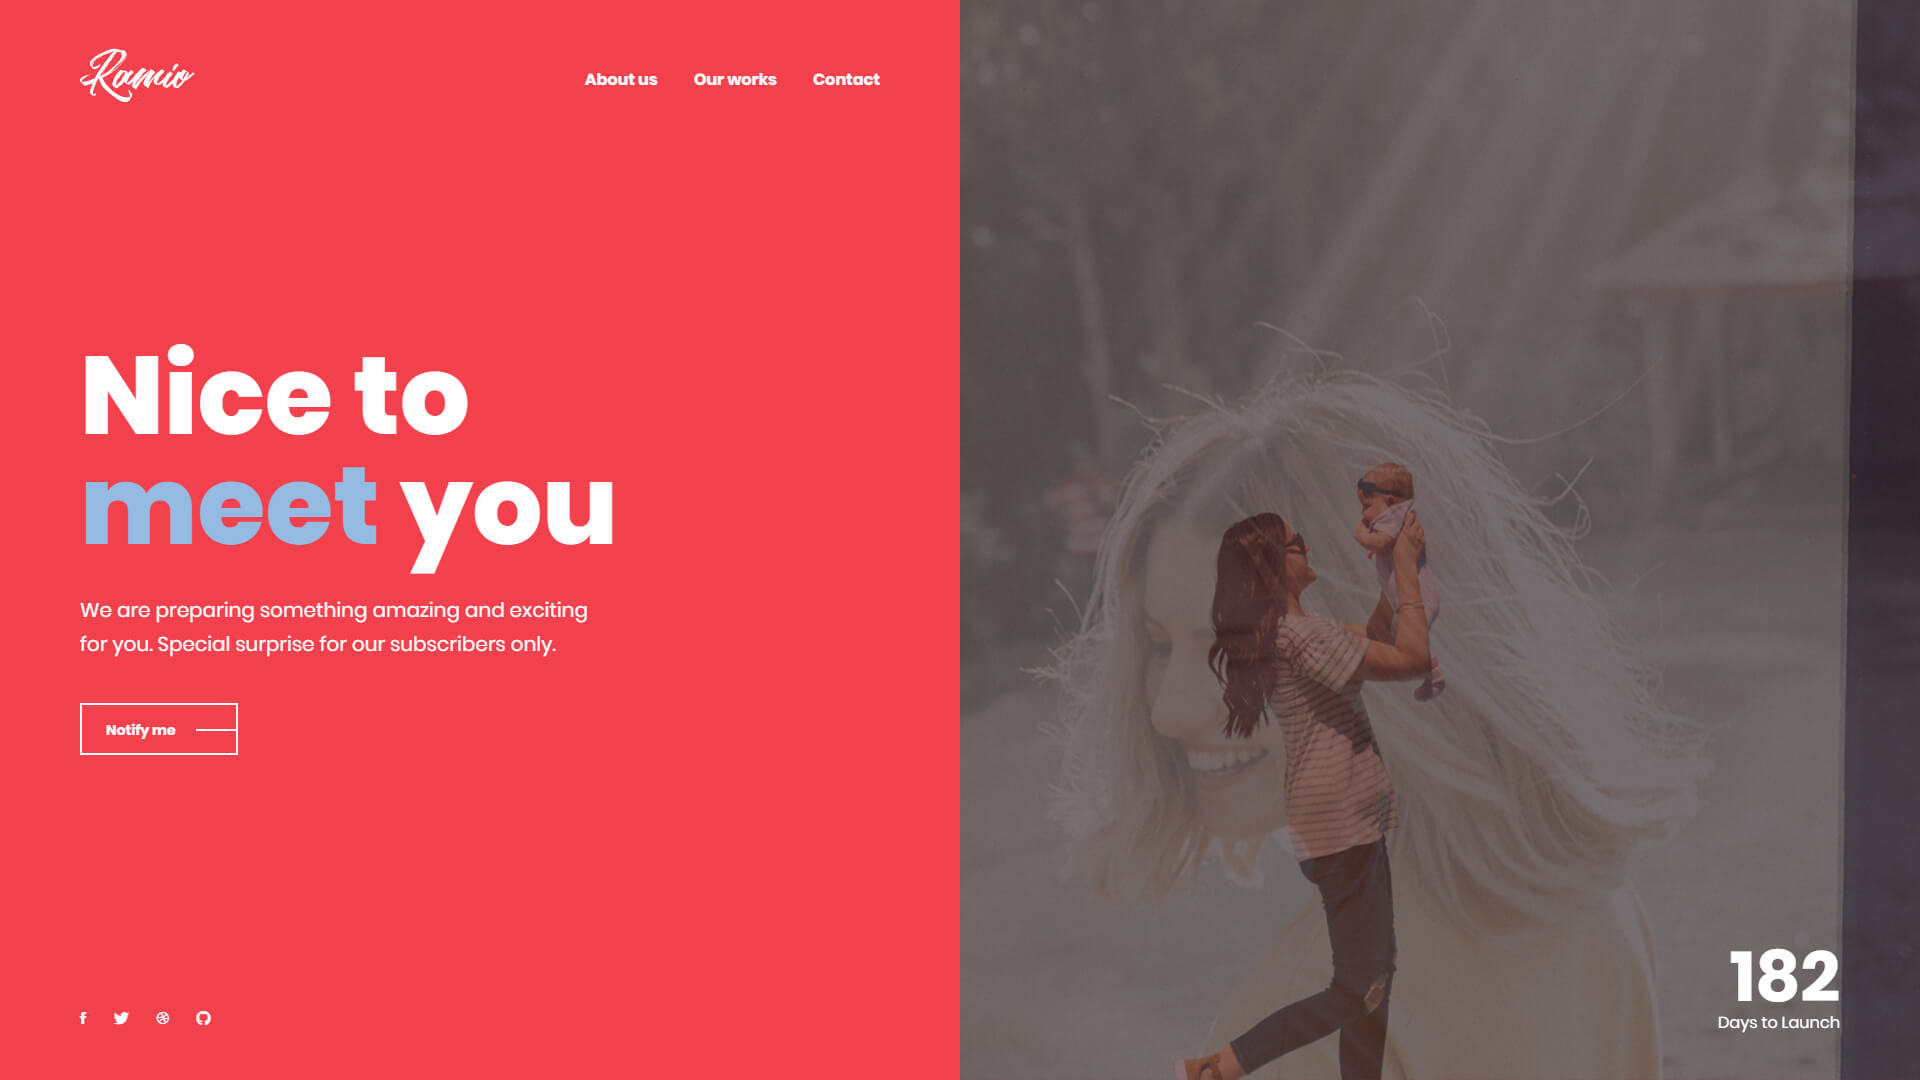 Ramio
About us Our works Contact
Nice to
meet you
We are preparing something amazing and exciting
for you. Special surprise for our subscribers only.
Notify me
182
Days to Launch